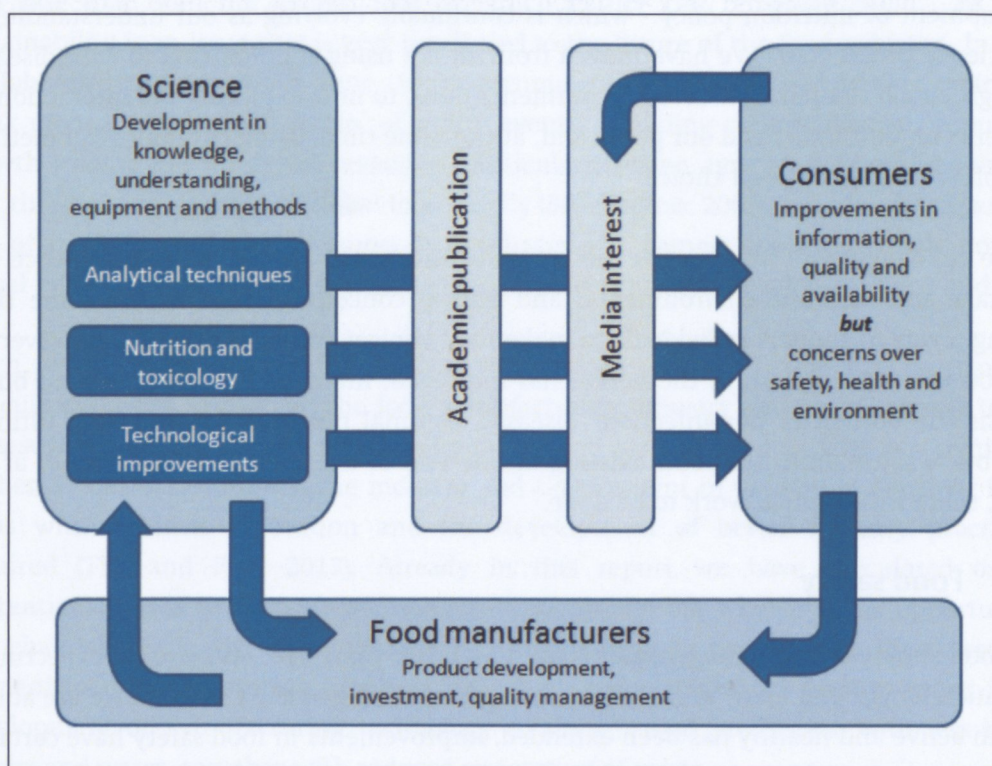 Science
Development in
knowledge,
understanding,
equipment and methods
Analytical techniques
Nutrition and
toxicology
Technological
improvements
Academic publication
Media interest
Consumers
Improvements in
information,
quality and
availability
but
concerns over
safety, health and
environment
Food manufacturers
Product development,
investment, quality management